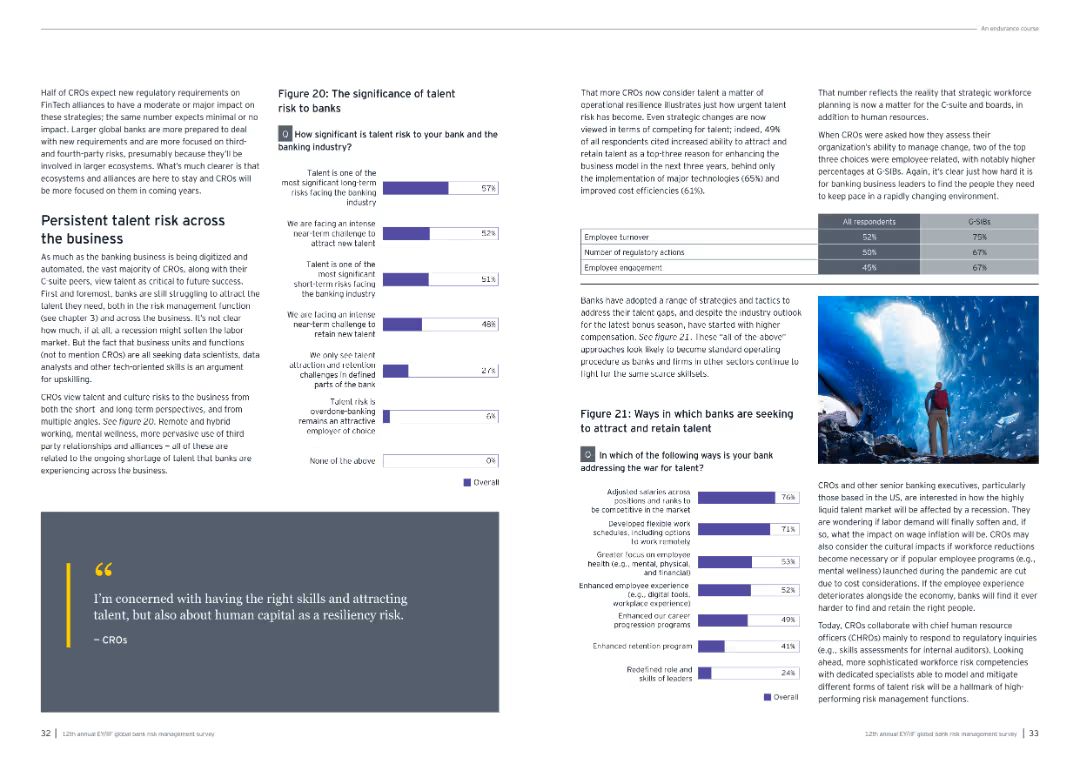 An endurance course
Half of CROs expect new regulatory requirements on
FinTech alliances to have a moderate or major impact on
these strategies; the same number expects minimal or no
impact. Larger global banks are more prepared to deal
with new requirements and are more focused on third-
and fourth-party risks, presumably because they'll be
involved in larger ecosystems. What's much clearer is that
ecosystems and alliances are here to stay and CROs will
be more focused on them in coming years.
Persistent talent risk across
the business
As much as the banking business is being digitized and
automated, the vast majority of CROs, along with their
C-suite peers, view talent as critical to future success.
First and foremost, banks are still struggling to attract the
talent they need, both in the risk management function
(see chapter 3) and across the business. It's not clear
how much, if at all, a recession might soften the labor
market. But the fact that business units and functions
(not to mention CROs) are all seeking data scientists, data
analysts and other tech-oriented skills is an argument
for upskilling.
CROs view talent and culture risks to the business from
both the short- and long-term perspectives, and from
multiple angles. See figure 20. Remote and hybrid
working, mental wellness, more pervasive use of third
party relationships and alliances — all of these are
related to the ongoing shortage of talent that banks are
experiencing across the business.
Figure 20: The significance of talent
risk to banks
Q How significant is talent risk to your bank and the
banking industry?
Talent is one of the
most significant long-term
risks facing the banking
industry
57%
We are facing an intense
near-term challenge to
attract new talent
52%
Talent is one of the
most significant
short-term risks facing
the banking industry
51%
We are facing an intense
near-term challenge to
retain new talent
48%
We only see talent
attraction and retention
challenges in defined
parts of the bank
27%
Talent risk is
overdone-banking
remains an attractive
employer of choice
6%
None of the above
0%
Overall
“
I'm concerned with having the right skills and attracting
talent, but also about human capital as a resiliency risk.
— CROs
32 | 12th annual EY/IIF global bank risk management survey
That more CROs now consider talent a matter of
operational resilience illustrates just how urgent talent
risk has become. Even strategic changes are now
viewed in terms of competing for talent; indeed, 49%
of all respondents cited increased ability to attract and
retain talent as a top-three reason for enhancing the
business model in the next three years, behind only
the implementation of major technologies (65%) and
improved cost efficiencies (61%).
That number reflects the reality that strategic workforce
planning is now a matter for the C-suite and boards, in
addition to human resources.
When CROs were asked how they assess their
organization's ability to manage change, two of the top
three choices were employee-related, with notably higher
percentages at G-SIBs. Again, it's clear just how hard it is
for banking business leaders to find the people they need
to keep pace in a rapidly changing environment.
All respondents G-SIBs
Employee turnover 52% 75%
Number of regulatory actions 50% 67%
Employee engagement 45% 67%
Banks have adopted a range of strategies and tactics to
address their talent gaps, and despite the industry outlook
for the latest bonus season, have started with higher
compensation. See figure 21. These "all of the above"
approaches look likely to become standard operating
procedure as banks and firms in other sectors continue to
fight for the same scarce skillsets.
Figure 21: Ways in which banks are seeking
to attract and retain talent
Q In which of the following ways is your bank
addressing the war for talent?
Adjusted salaries across
positions and ranks to
be competitive in the market
76%
Developed flexible work
schedules, including options
to work remotely
71%
Greater focus on employee
health (e.g., mental, physical,
and financial)
53%
Enhanced employee experience
(e.g., digital tools,
workplace experience)
52%
Enhanced our career
progression programs
49%
Enhanced retention program
41%
Redefined role and
skills of leaders
24%
Overall
CROs and other senior banking executives, particularly
those based in the US, are interested in how the highly
liquid talent market will be affected by a recession. They
are wondering if labor demand will finally soften and, if
so, what the impact on wage inflation will be. CROs may
also consider the cultural impacts if workforce reductions
become necessary or if popular employee programs (e.g.,
mental wellness) launched during the pandemic are cut
due to cost considerations. If the employee experience
deteriorates alongside the economy, banks will find it ever
harder to find and retain the right people.
Today, CROs collaborate with chief human resource
officers (CHROs) mainly to respond to regulatory inquiries
(e.g., skills assessments for internal auditors). Looking
ahead, more sophisticated workforce risk competencies
with dedicated specialists able to model and mitigate
different forms of talent risk will be a hallmark of high-
performing risk management functions.
12th annual EY/IIF global bank risk management survey | 33